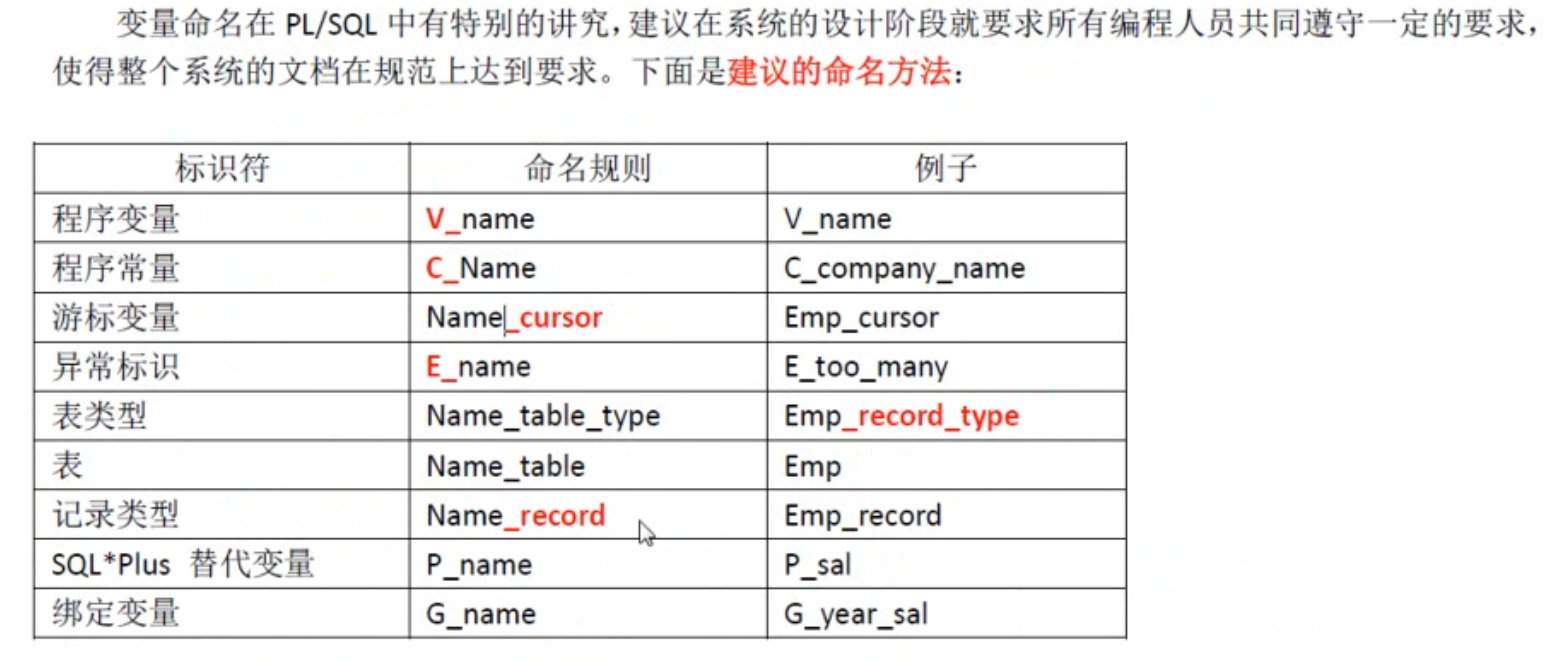 变量命名在 PL/SQL 中有特别的讲究,建议在系统的设计阶段就要求所有编程人员共同遵守一定的要求,
使得整个系统的文档在规范上达到要求。下面是建议的命名方法:
标识符 命名规则 例子
程序变量 V_name V_name
程序常量 C_Name C_company_name
游标变量 Name_cursor Emp_cursor
异常标识 E_name E_too_many
表类型 Name_table_type Emp_record_type
表 Name_table Emp
记录类型 Name_record Emp_record
SQL*Plus 替代变量 P_name P_sal
绑定变量 G_name G_year_sal